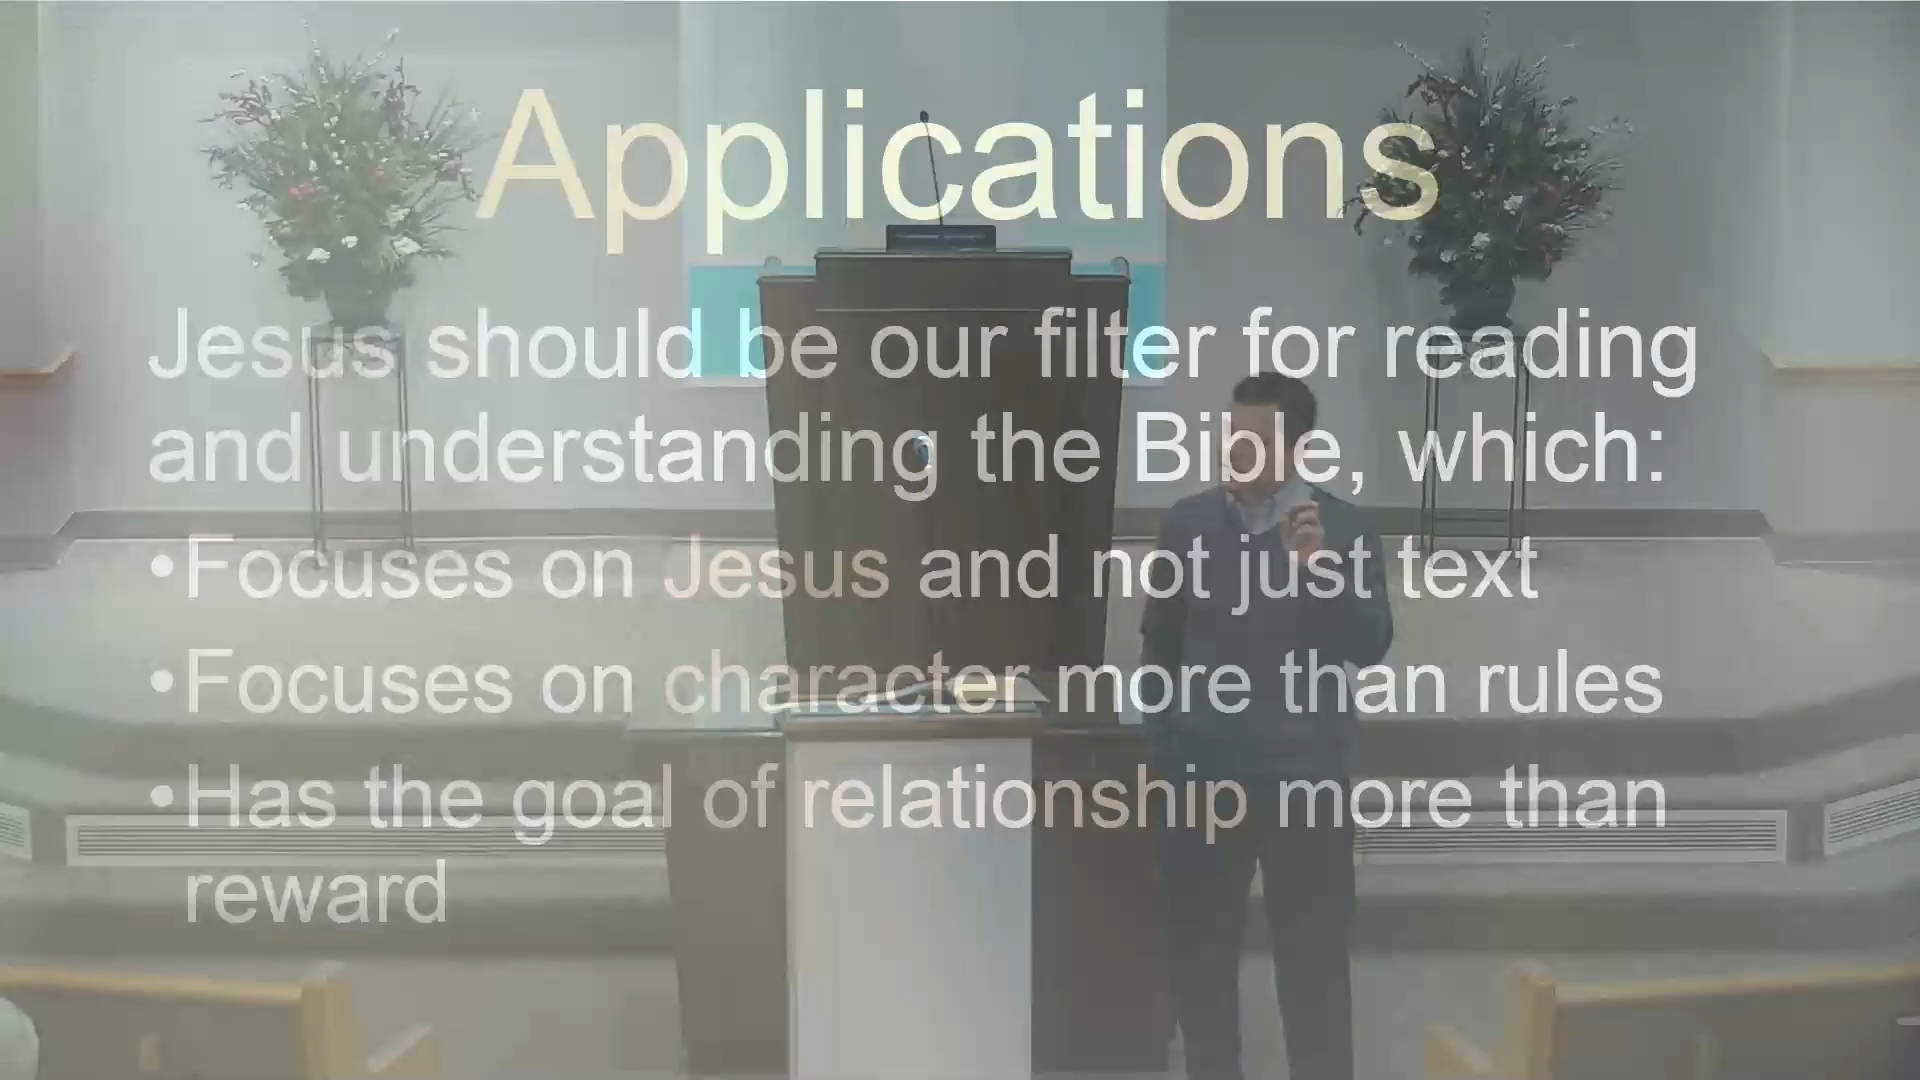 Applications
Jesus should be our filter for reading
and understanding the Bible, which:
•Focuses on Jesus and not just text
•Focuses on character more than rules
•Has the goal of relationship more than
reward